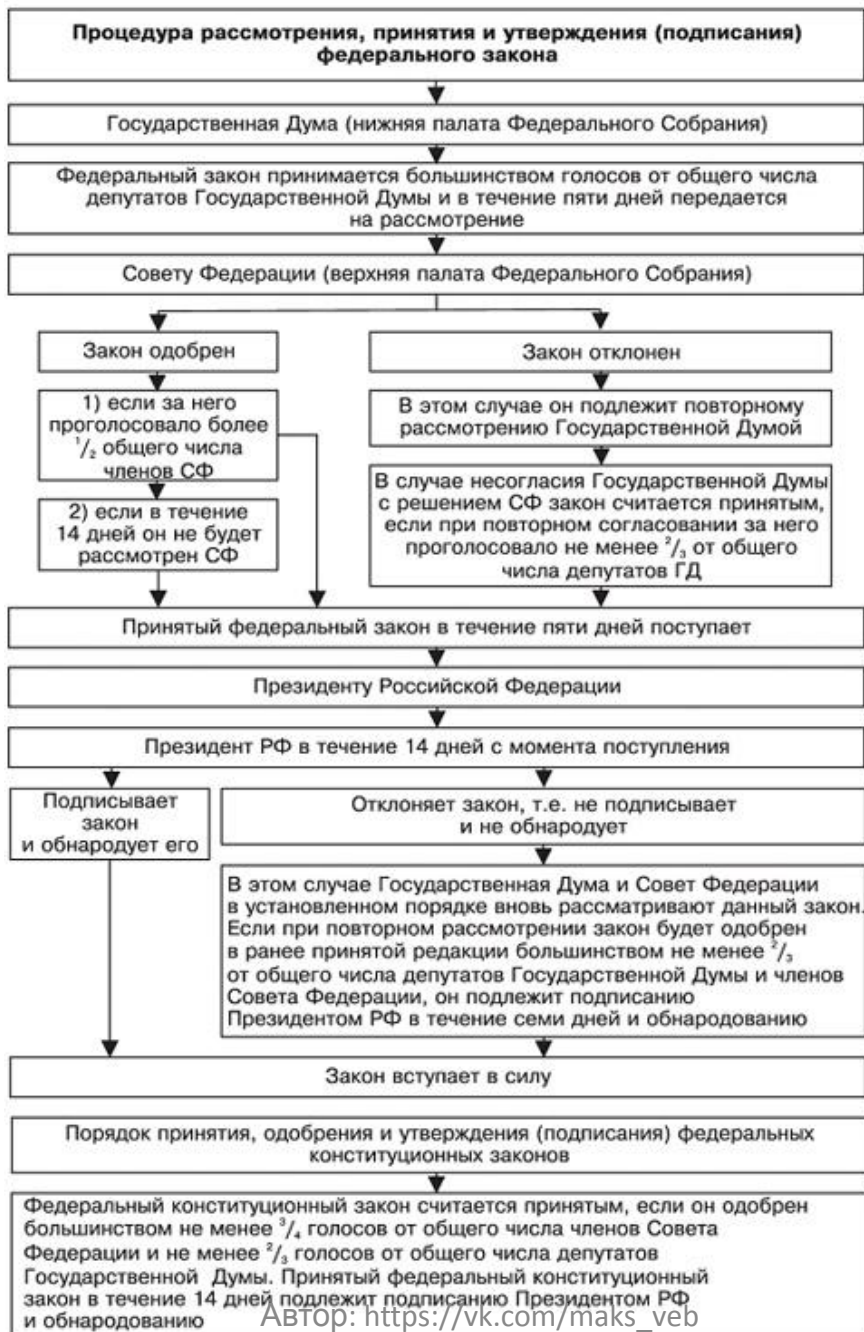 Процедура рассмотрения, принятия и утверждения (подписания)
федерального закона
Государственная Дума (нижняя палата Федерального Собрания)
Федеральный закон принимается большинством голосов от общего числа
депутатов Государственной Думы и в течение пяти дней передается
на рассмотрение
Совету Федерации (верхняя палата Федерального Собрания)
Закон одобрен
1) если за него
проголосовало более
1/2 общего числа
членов СФ
2) если в течение
14 дней он не будет
рассмотрен СФ
Закон отклонен
В этом случае он подлежит повторному
рассмотрению Государственной Думой
В случае несогласия Государственной Думы
с решением СФ закон считается принятым,
если при повторном согласовании за него
проголосовало не менее 2/3 от общего
числа депутатов ГД
Принятый федеральный закон в течение пяти дней поступает
Президенту Российской Федерации
Президент РФ в течение 14 дней с момента поступления
Подписывает
закон
и обнародует его
Отклоняет закон, т.е. не подписывает
и не обнародует
В этом случае Государственная Дума и Совет Федерации
в установленном порядке вновь рассматривают данный закон.
Если при повторном рассмотрении закон будет одобрен
в ранее принятой редакции большинством не менее 2/3
от общего числа депутатов Государственной Думы и членов
Совета Федерации, он подлежит подписанию
Президентом РФ в течение семи дней и обнародованию
Закон вступает в силу
Порядок принятия, одобрения и утверждения (подписания) федеральных
конституционных законов
Федеральный конституционный закон считается принятым, если он одобрен
большинством не менее 3/4 голосов от общего числа членов Совета
Федерации и не менее 2/3 голосов от общего числа депутатов
Государственной Думы. Принятый федеральный конституционный
закон в течение 14 дней подлежит подписанию Президентом РФ
и обнародованию
Автор: https://vk.com/maks_veb